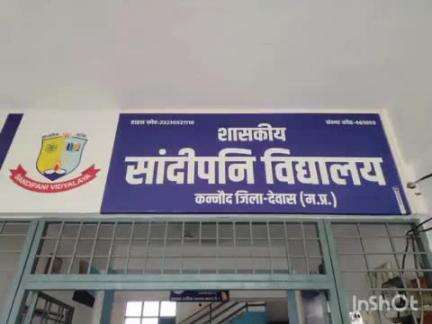 शासकीय
सांदीपनि विद्यालय
कन्नौद जिला-देवास (म.प्र.)
SANDIPANI VIDYALAYA
InShOt